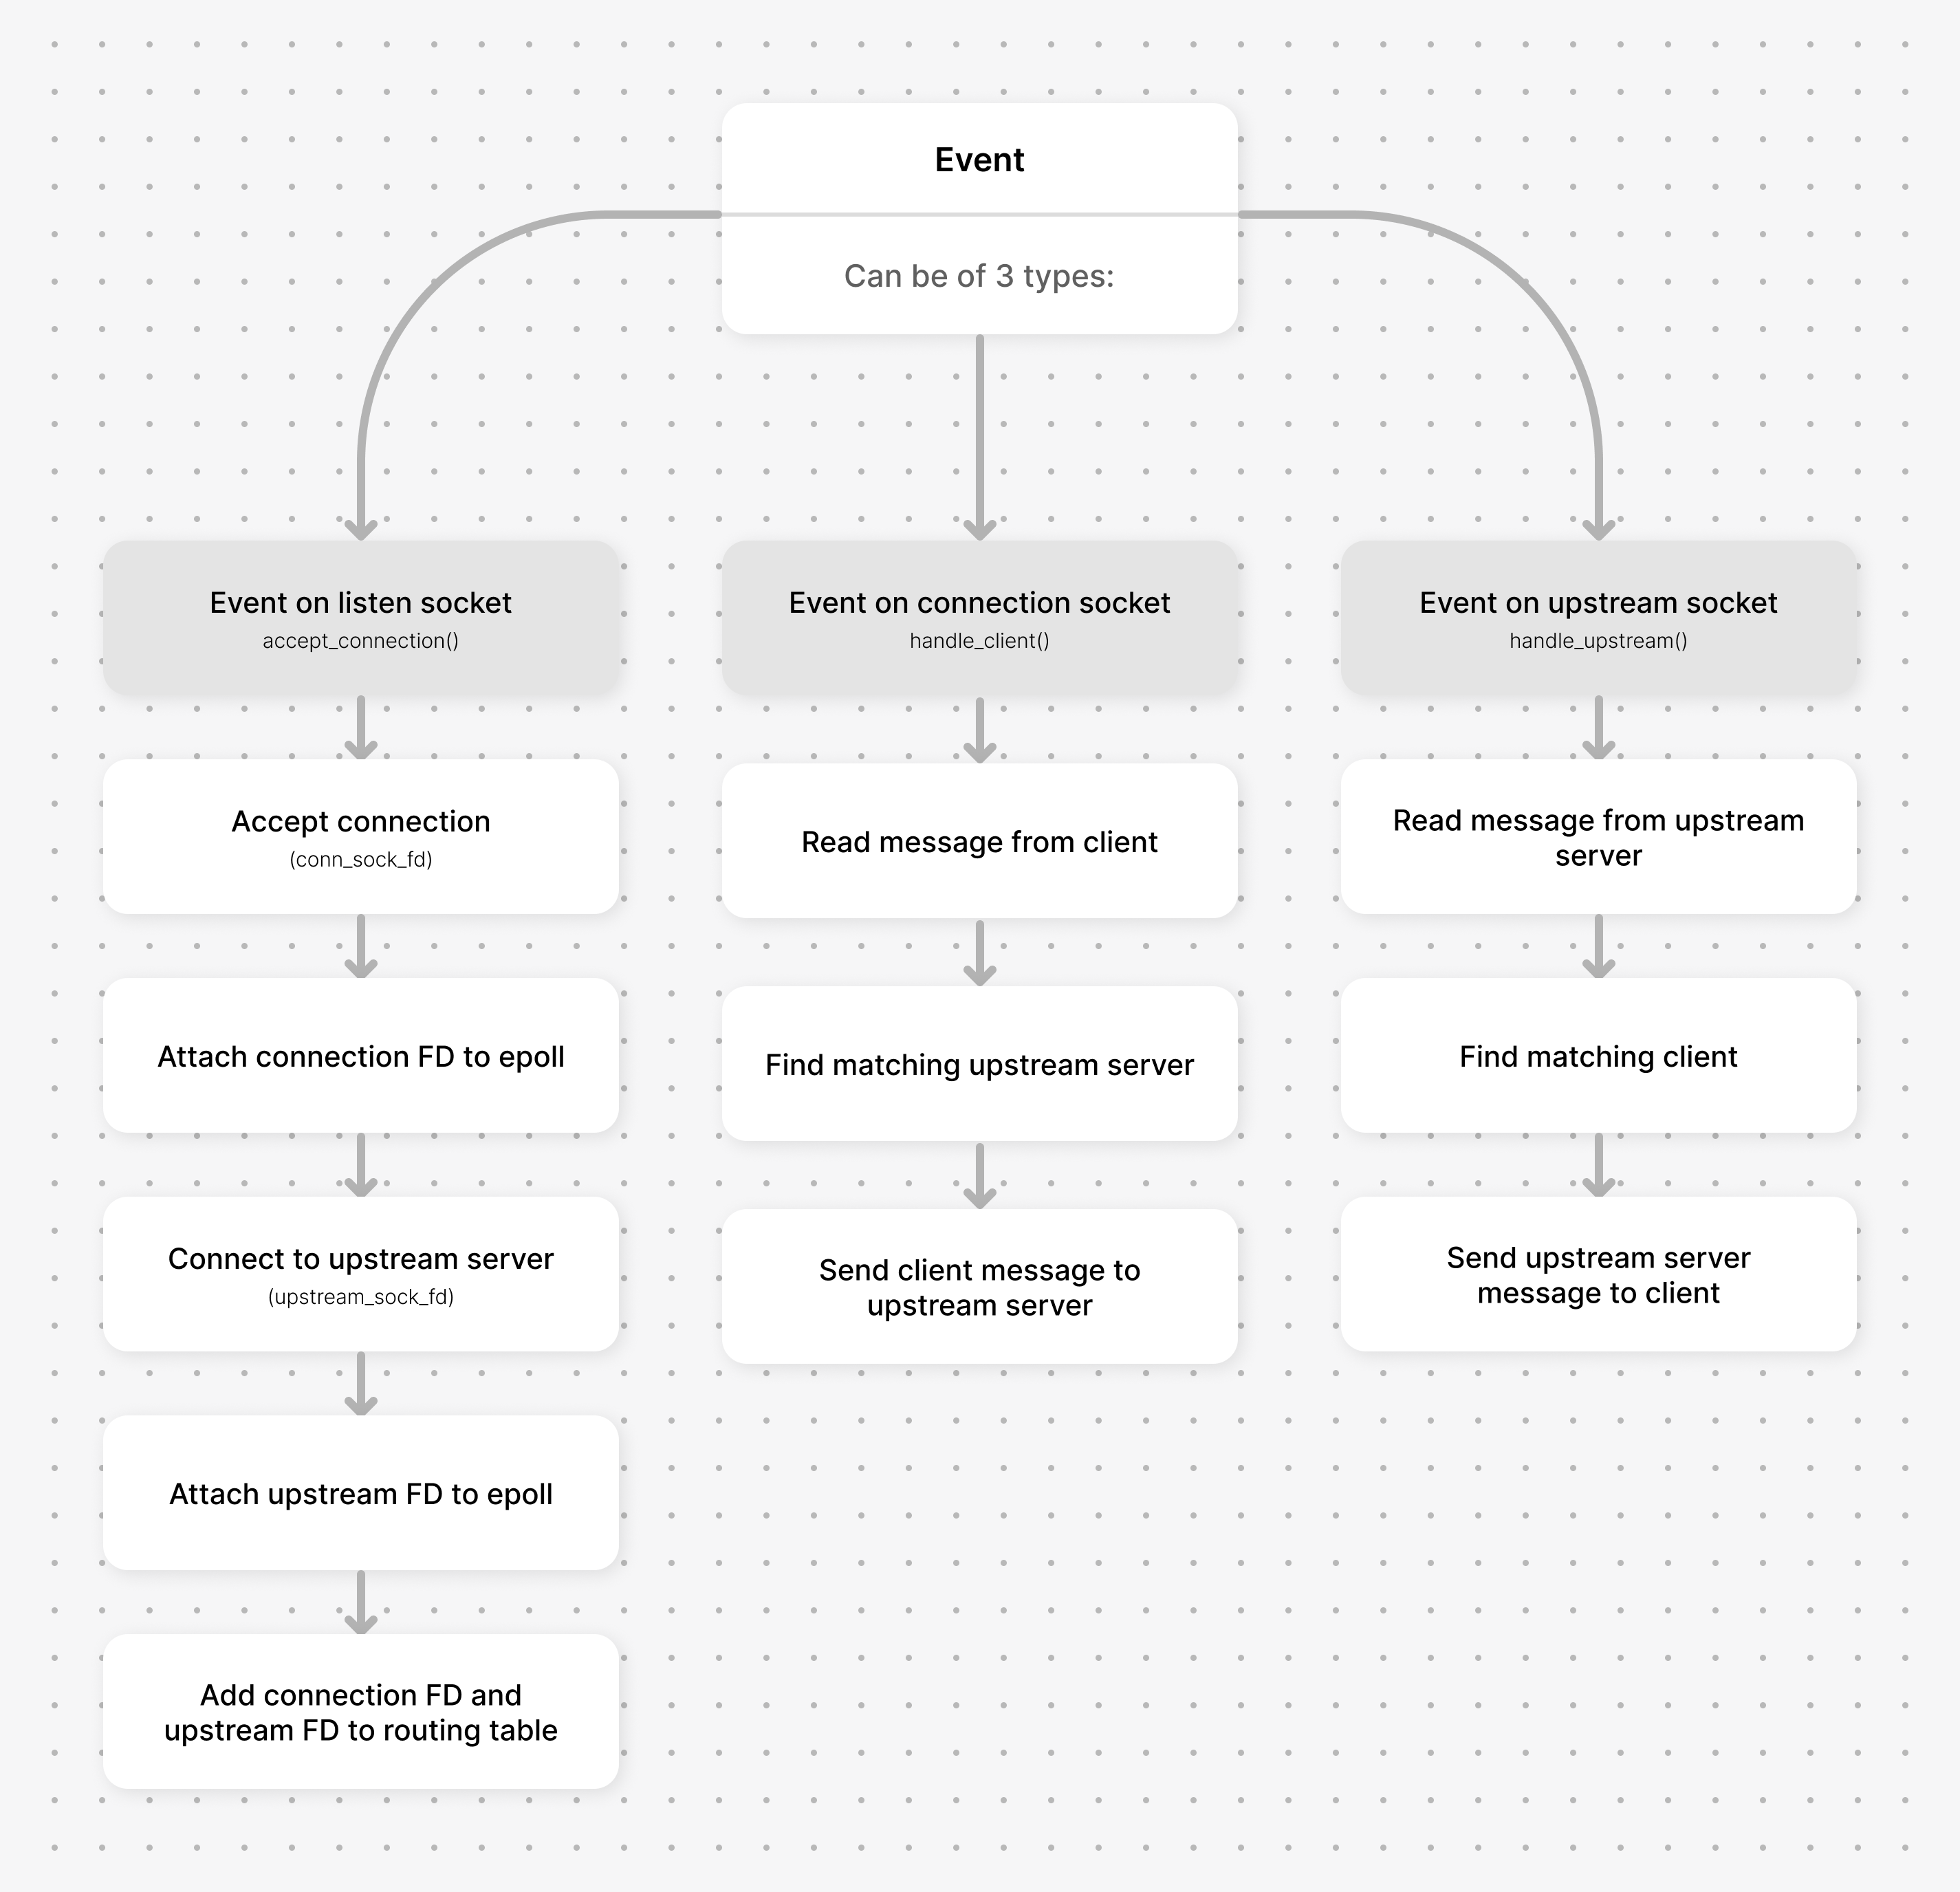 Event
Can be of 3 types:
Event on listen socket
accept_connection()
Accept connection
(conn_sock_fd)
Attach connection FD to epoll
Connect to upstream server
(upstream_sock_fd)
Attach upstream FD to epoll
Add connection FD and
upstream FD to routing table
Event on connection socket
handle_client()
Read message from client
Find matching upstream server
Send client message to
upstream server
Event on upstream socket
handle_upstream()
Read message from upstream
server
Find matching client
Send upstream server
message to client